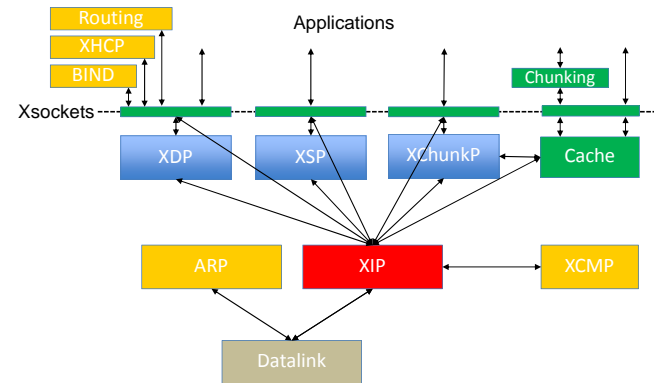 Routing
Applications
XHCP
BIND
Chunking
Xsockets
XDP
XSP
XChunkP
Cache
ARP
XIP
XCMP
Datalink